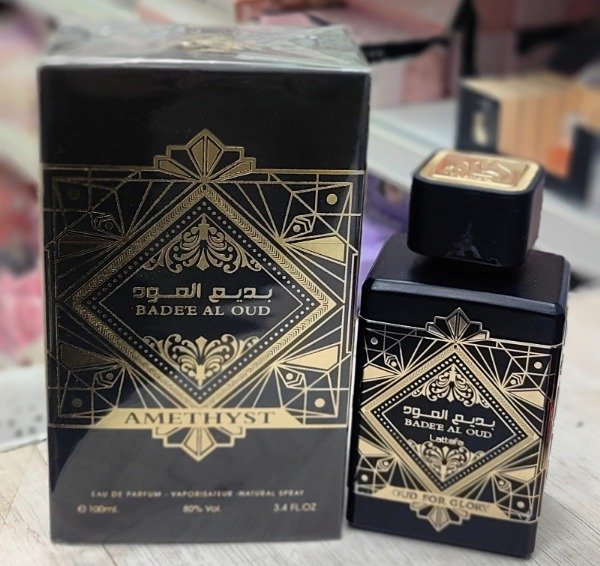 بديع العود
BADE'E AL OUD
AMETHYST
EAU DE PARFUM - VAPORISATEUR -NATURAL SPRAY
℮100ml. 80% Vol. 3.4 FL.OZ
بديع العود
BADE'E AL OUD
Lattafa
OUD FOR GLORY